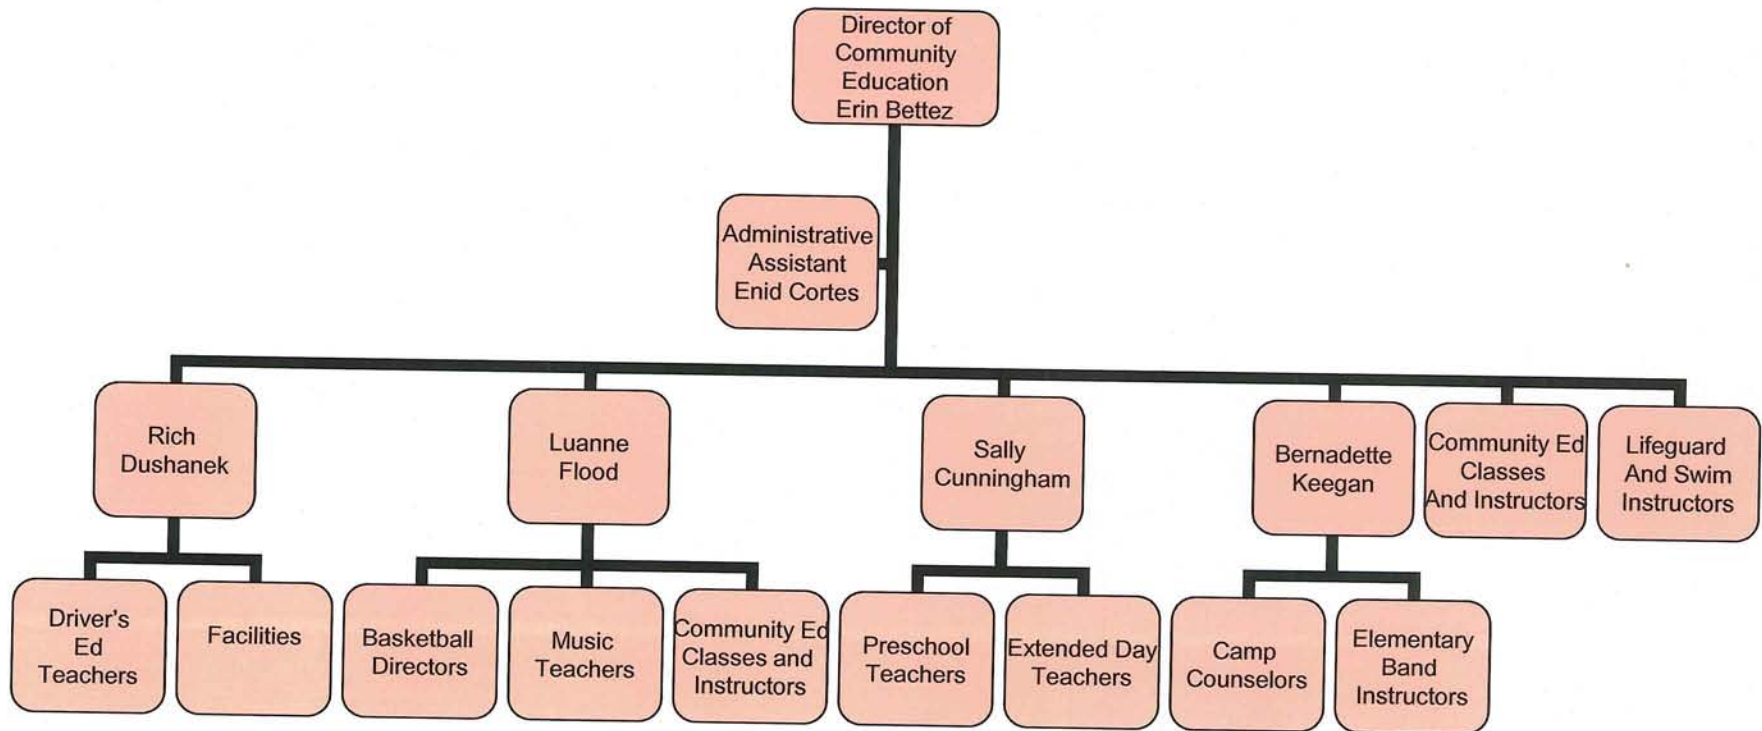 Director of
Community
Education
Erin Bettez
Administrative
Assistant
Enid Cortes
Rich
Dushanek
Luanne
Flood
Sally
Cunningham
Bernadette
Keegan
Community Ed
Classes
And Instructors
Lifeguard
And Swim
Instructors
Driver's
Ed
Teachers
Facilities
Basketball
Directors
Music
Teachers
Community Ed
Classes and
Instructors
Preschool
Teachers
Extended Day
Teachers
Camp
Counselors
Elementary
Band
Instructors